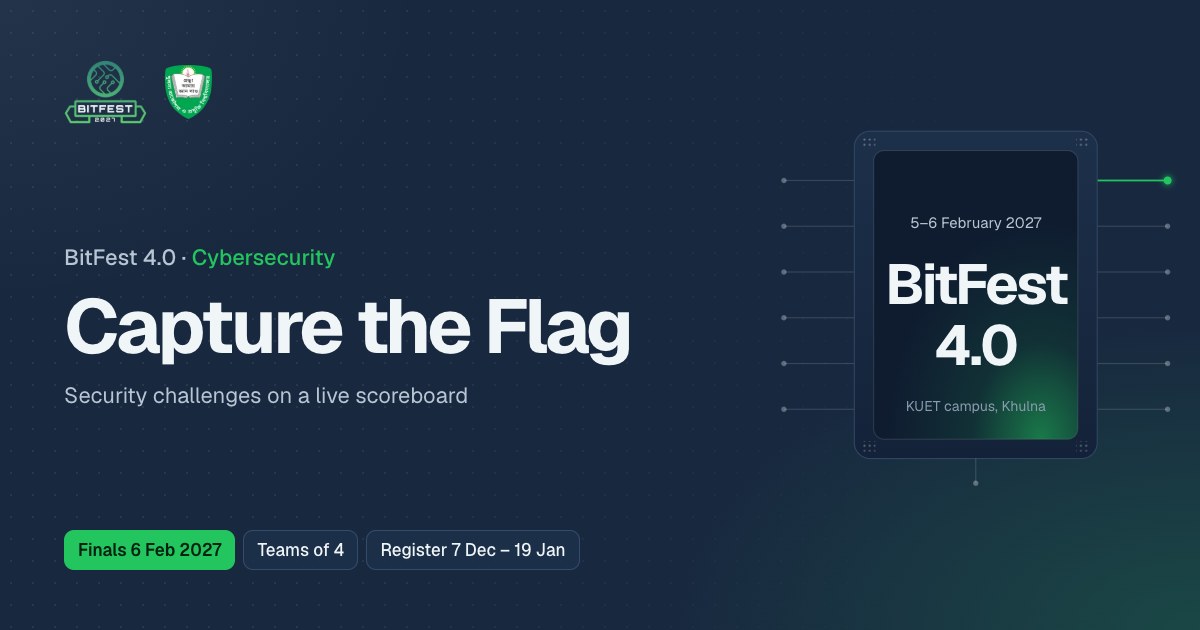 BITFEST
2027
BitFest 4.0 · Cybersecurity
Capture the Flag
Security challenges on a live scoreboard
Finals 6 Feb 2027
Teams of 4
Register 7 Dec – 19 Jan
5–6 February 2027
BitFest
4.0
KUET campus, Khulna